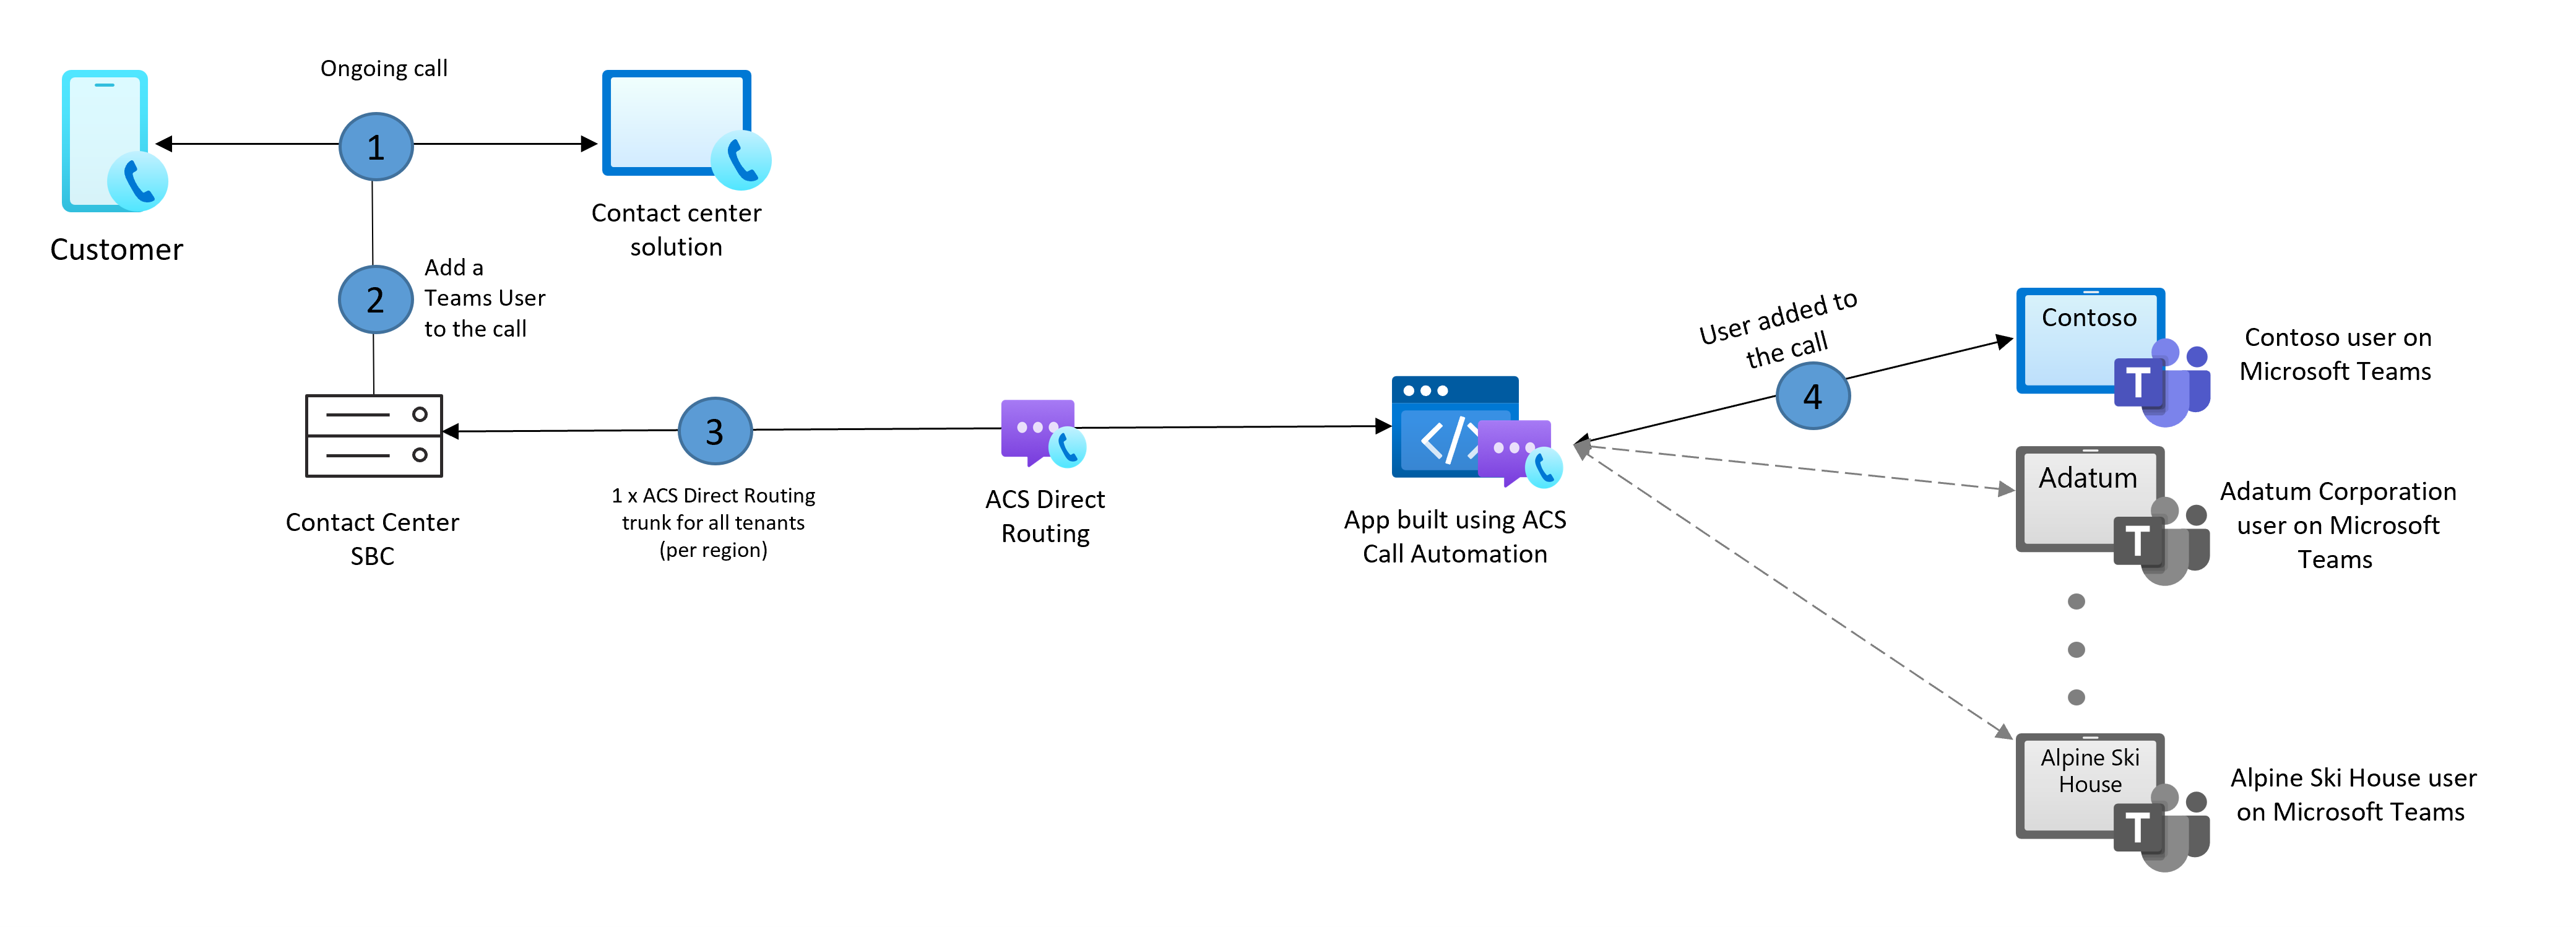 Ongoing call
1
Customer
Contact center
solution
2
Add a
Teams User
to the call
Contact Center
SBC
3
1 x ACS Direct Routing
trunk for all tenants
(per region)
ACS Direct
Routing
</>
App built using ACS
Call Automation
User added to
the call
4
Contoso
T
Contoso user on
Microsoft Teams
Adatum
T
Adatum Corporation
user on Microsoft
Teams
Alpine Ski
House
T
Alpine Ski House user
on Microsoft Teams